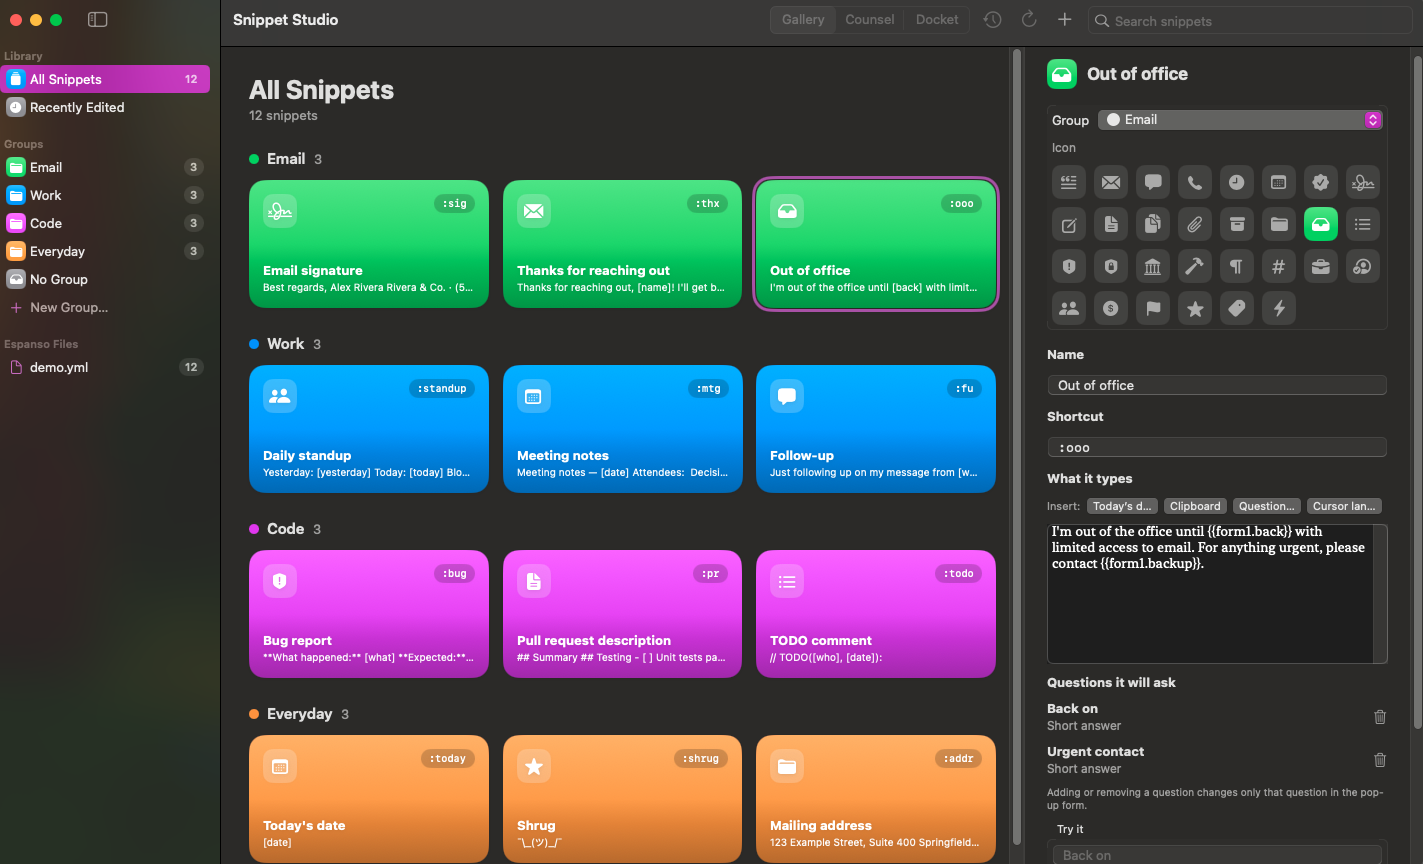 Snippet Studio
Gallery
Counsel
Docket
Search snippets
Library
All Snippets 12
Recently Edited
Groups
Email 3
Work 3
Code 3
Everyday 3
No Group
New Group...
Espanso Files
demo.yml 12
All Snippets
12 snippets
Email 3
:sig
Email signature
Best regards, Alex Rivera Rivera & Co. · (5...
:thx
Thanks for reaching out
Thanks for reaching out, [name]! I'll get b...
:ooo
Out of office
I'm out of the office until [back] with limit...
Work 3
:standup
Daily standup
Yesterday: [yesterday] Today: [today] Blo...
:mtg
Meeting notes
Meeting notes — [date] Attendees:  Decisi...
:fu
Follow-up
Just following up on my message from [w...
Code 3
:bug
Bug report
**What happened:** [what] **Expected:**...
:pr
Pull request description
## Summary ## Testing - [ ] Unit tests pa...
:todo
TODO comment
// TODO([who], [date]):
Everyday 3
:today
Today's date
[date]
:shrug
Shrug
¯\_(ツ)_/¯
:addr
Mailing address
123 Example Street, Suite 400 Springfield...
Out of office
Group Email
Icon
Name
Out of office
Shortcut
:ooo
What it types
Insert: Today's d... Clipboard Question... Cursor lan...
I'm out of the office until {{form1.back}} with
limited access to email. For anything urgent, please
contact {{form1.backup}}.
Questions it will ask
Back on
Short answer
Urgent contact
Short answer
Adding or removing a question changes only that question in the pop-
up form.
Try it
Back on